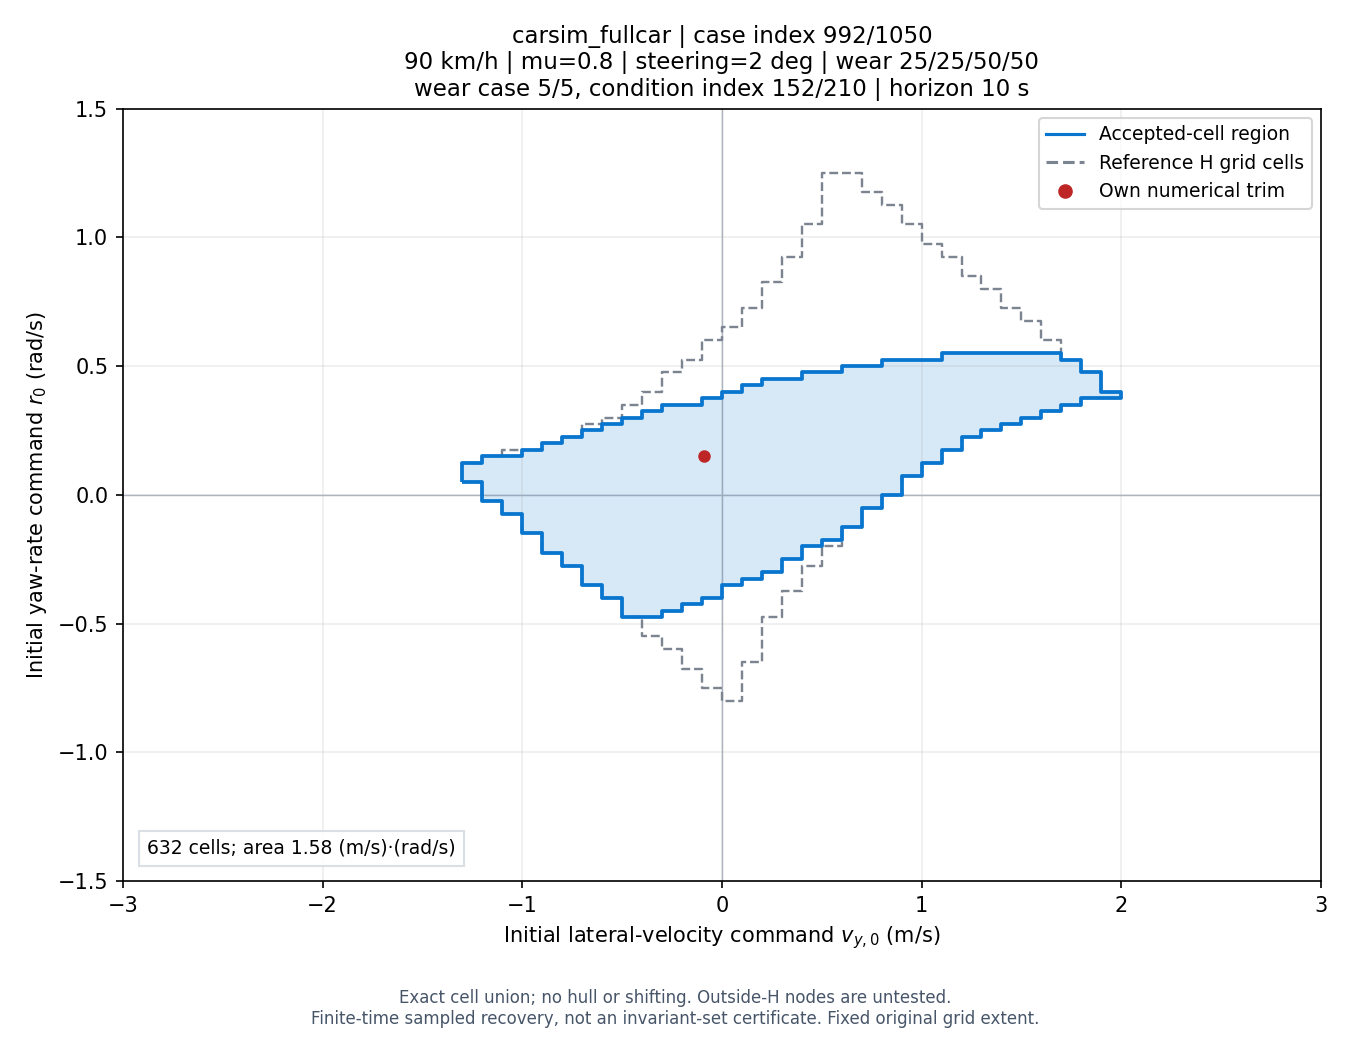 carsim_fullcar | case index 992/1050
90 km/h | mu=0.8 | steering=2 deg | wear 25/25/50/50
wear case 5/5, condition index 152/210 | horizon 10 s
Accepted-cell region
Reference H grid cells
Own numerical trim
1.5
1.0
0.5
0.0
−0.5
−1.0
−1.5
Initial yaw-rate command r0 (rad/s)
632 cells; area 1.58 (m/s)·(rad/s)
−3
−2
−1
0
1
2
3
Initial lateral-velocity command vy,0 (m/s)
Exact cell union; no hull or shifting. Outside-H nodes are untested.
Finite-time sampled recovery, not an invariant-set certificate. Fixed original grid extent.